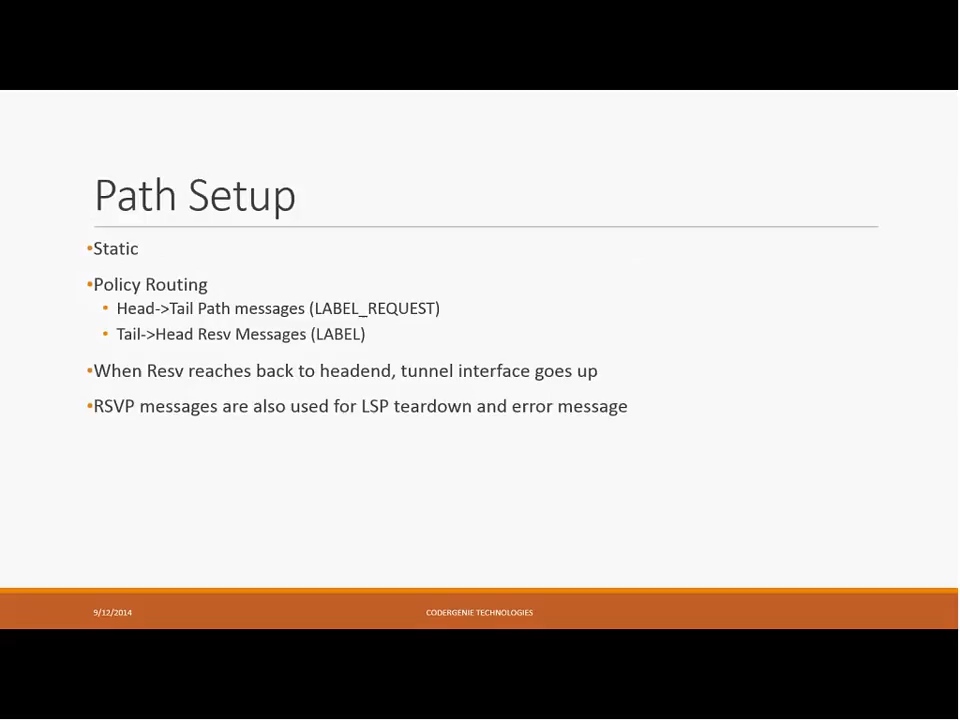 Path Setup
•Static
•Policy Routing
• Head->Tail Path messages (LABEL_REQUEST)
• Tail->Head Resv Messages (LABEL)
•When Resv reaches back to headend, tunnel interface goes up
•RSVP messages are also used for LSP teardown and error message
9/12/2014
CODERGENIE TECHNOLOGIES